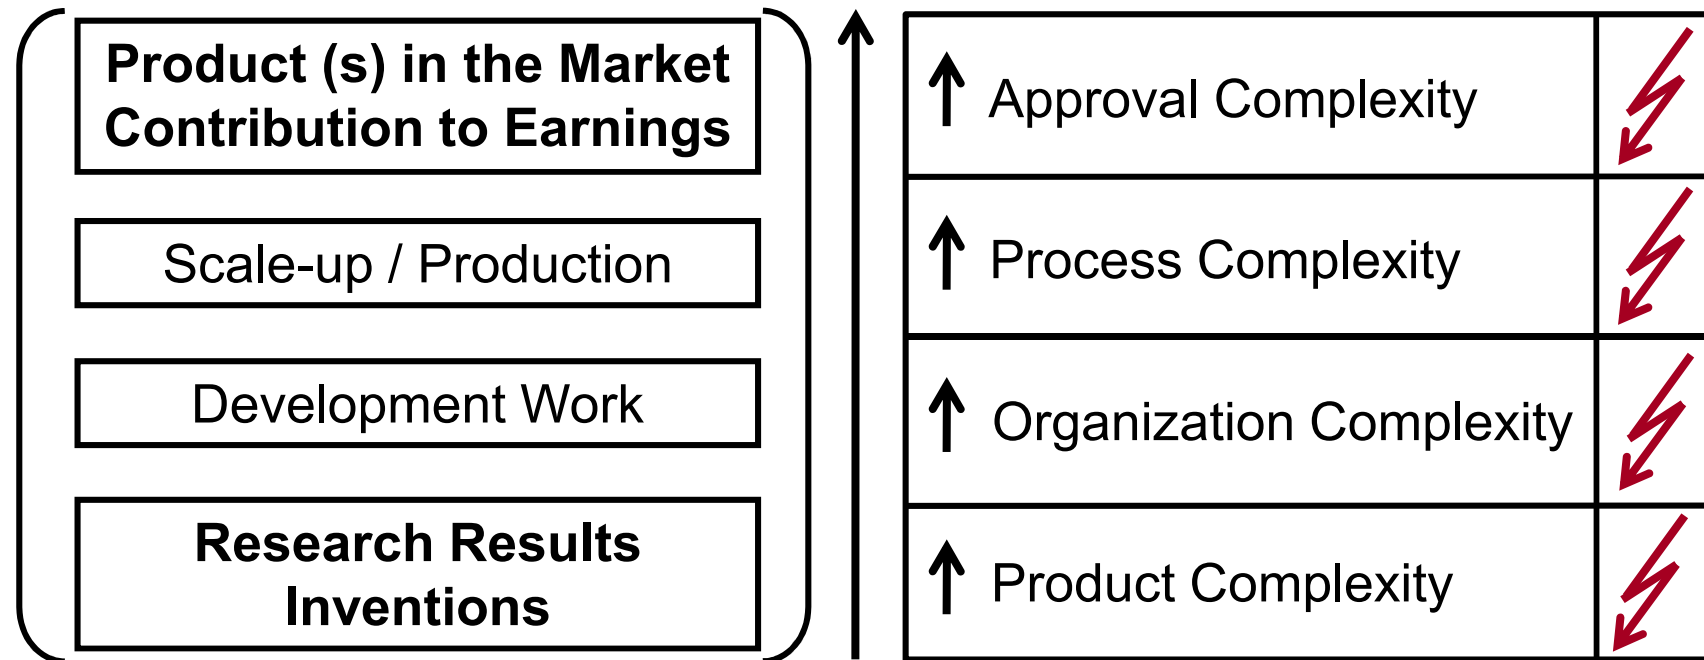 Product (s) in the Market
Contribution to Earnings
Scale-up / Production
Development Work
Research Results
Inventions
Approval Complexity
Process Complexity
Organization Complexity
Product Complexity